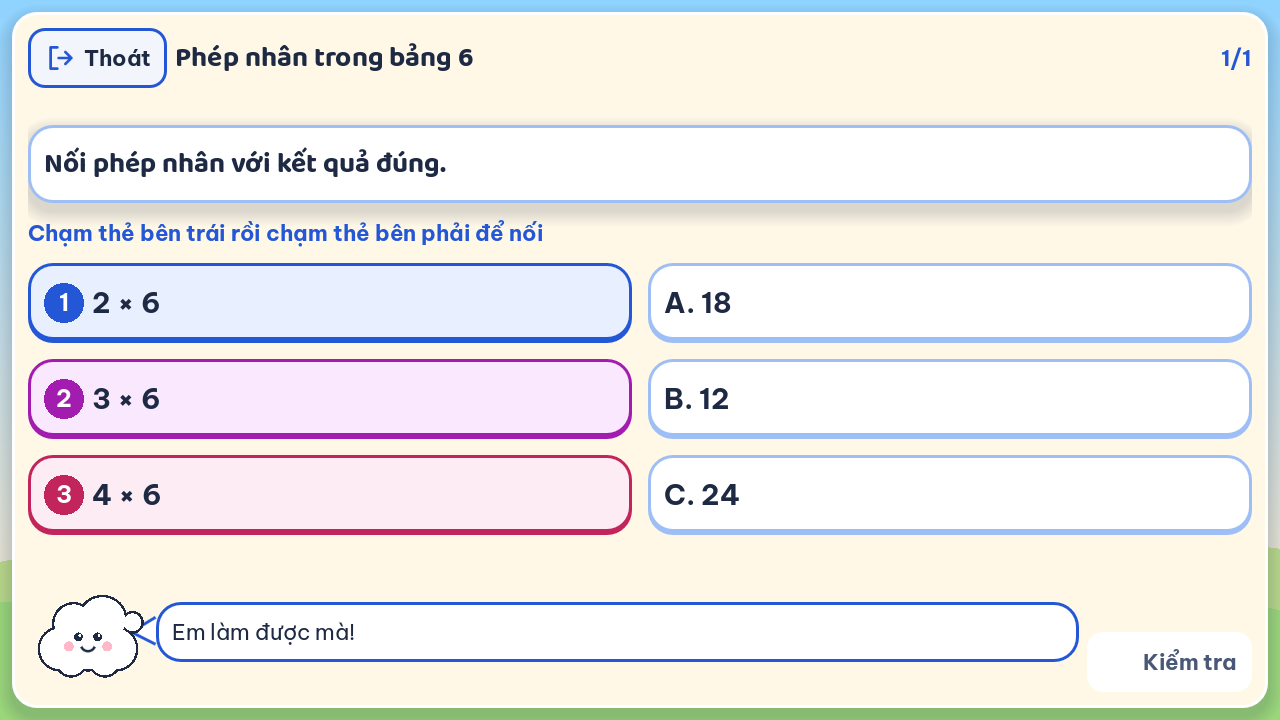 Thoát
Phép nhân trong bảng 6
1/1
Nối phép nhân với kết quả đúng.
Chạm thẻ bên trái rồi chạm thẻ bên phải để nối
1 2 × 6
A. 18
2 3 × 6
B. 12
3 4 × 6
C. 24
Em làm được mà!
Kiểm tra